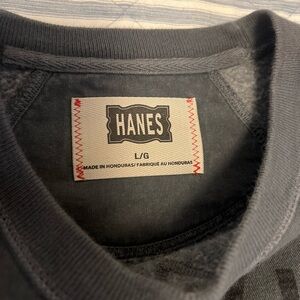 HANES
L/G
MADE IN HONDURAS/ FABRIQUÉ AU HONDURAS